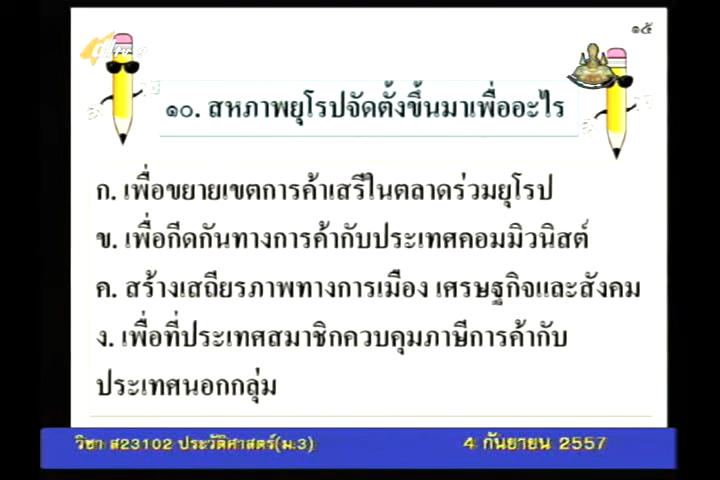 ๑๕
๑๐. สหภาพยุโรปจัดตั้งขึ้นมาเพื่ออะไร
ก. เพื่อขยายเขตการค้าเสรีในตลาดร่วมยุโรป
ข. เพื่อกีดกันทางการค้ากับประเทศคอมมิวนิสต์
ค. สร้างเสถียรภาพทางการเมือง เศรษฐกิจและสังคม
ง. เพื่อที่ประเทศสมาชิกควบคุมภาษีการค้ากับ
ประเทศนอกกลุ่ม
วิชา ส23102 ประวัติศาสตร์(ม.3) 4 กันยายน 2557